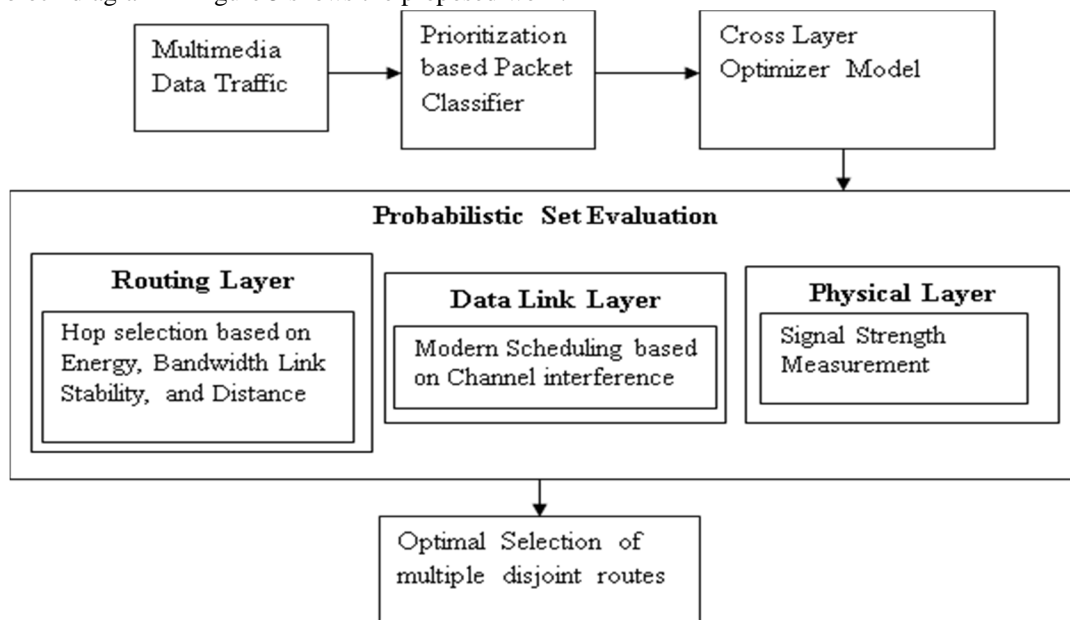 Multimedia
Data Traffic
Prioritization
based Packet
Classifier
Cross Layer
Optimizer Model
Probabilistic Set Evaluation
Routing Layer
Hop selection based on
Energy, Bandwidth Link
Stability, and Distance
Data Link Layer
Modern Scheduling based
on Channel interference
Physical Layer
Signal Strength
Measurement
Optimal Selection of
multiple disjoint routes